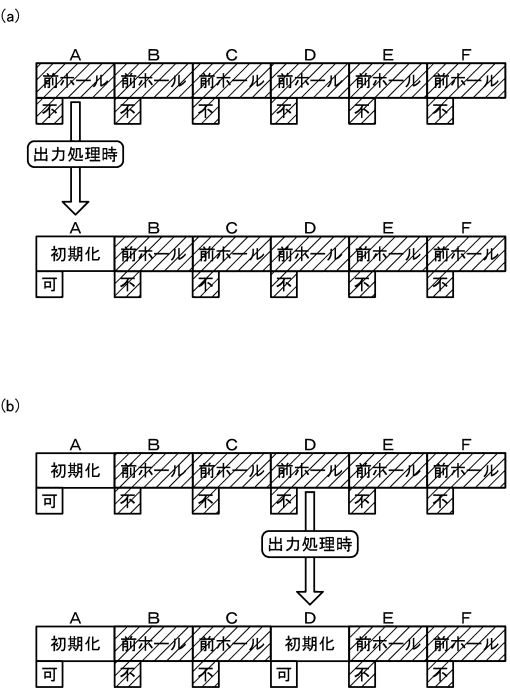 (a)
A B C D E F
前ホール 前ホール 前ホール 前ホール 前ホール 前ホール
不 不 不 不 不 不
出力処理時
A B C D E F
初期化 前ホール 前ホール 前ホール 前ホール 前ホール
可 不 不 不 不 不
(b)
A B C D E F
初期化 前ホール 前ホール 前ホール 前ホール 前ホール
可 不 不 不 不 不
出力処理時
A B C D E F
初期化 前ホール 前ホール 初期化 前ホール 前ホール
可 不 不 可 不 不